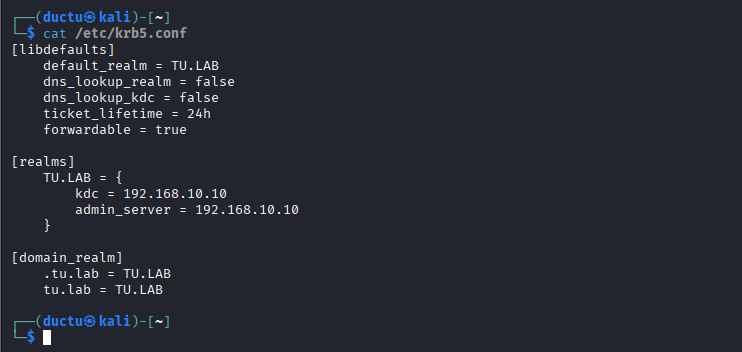 ┌──(ductu㉿kali)-[~]
└─$ cat /etc/krb5.conf
[libdefaults]
    default_realm = TU.LAB
    dns_lookup_realm = false
    dns_lookup_kdc = false
    ticket_lifetime = 24h
    forwardable = true

[realms]
    TU.LAB = {
        kdc = 192.168.10.10
        admin_server = 192.168.10.10
    }

[domain_realm]
    .tu.lab = TU.LAB
    tu.lab = TU.LAB

┌──(ductu㉿kali)-[~]
└─$